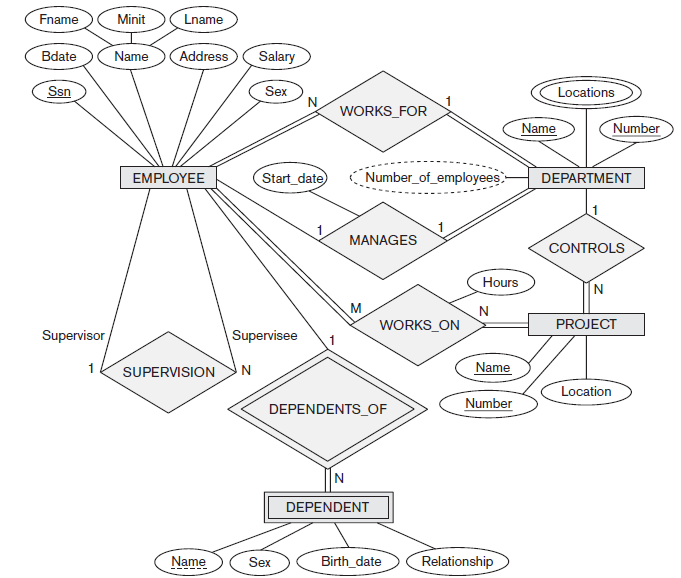 Fname
Minit
Lname
Bdate
Name
Address
Salary
Ssn
Sex
N
WORKS_FOR
1
Locations
Name
Number
EMPLOYEE
Start_date
Number_of_employees
DEPARTMENT
1
MANAGES
1
1
CONTROLS
N
Hours
M
WORKS_ON
N
PROJECT
Supervisor
Supervisee
1
1
SUPERVISION
N
Name
Number
Location
DEPENDENTS_OF
N
DEPENDENT
Name
Sex
Birth_date
Relationship